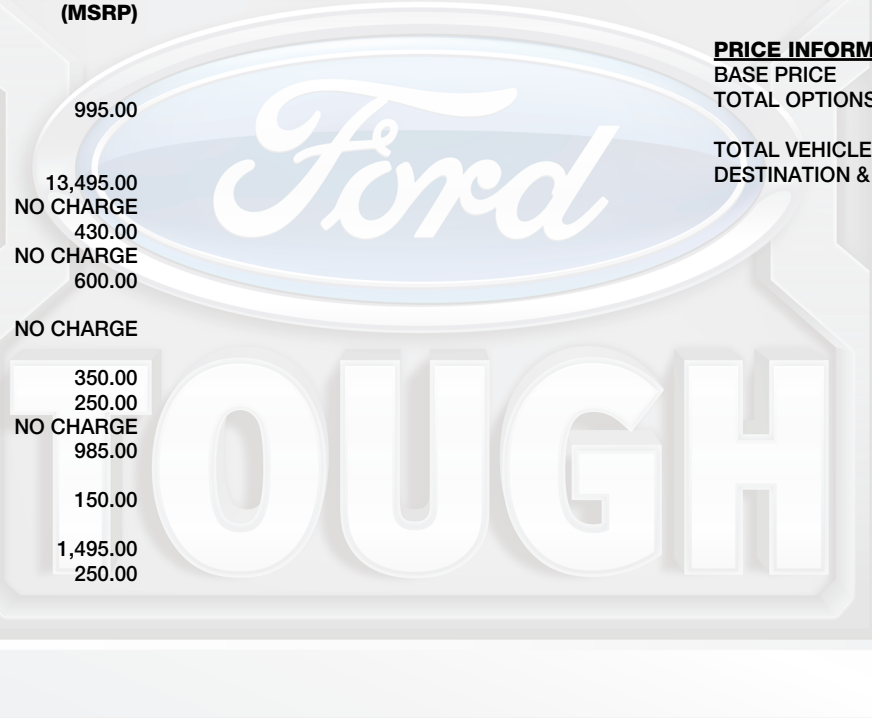 (MSRP)
995.00
13,495.00
NO CHARGE
430.00
NO CHARGE
600.00
NO CHARGE
350.00
250.00
NO CHARGE
985.00
150.00
1,495.00
250.00
PRICE INFORM
BASE PRICE
TOTAL OPTIONS
TOTAL VEHICLE
DESTINATION &
Ford
TOUGH